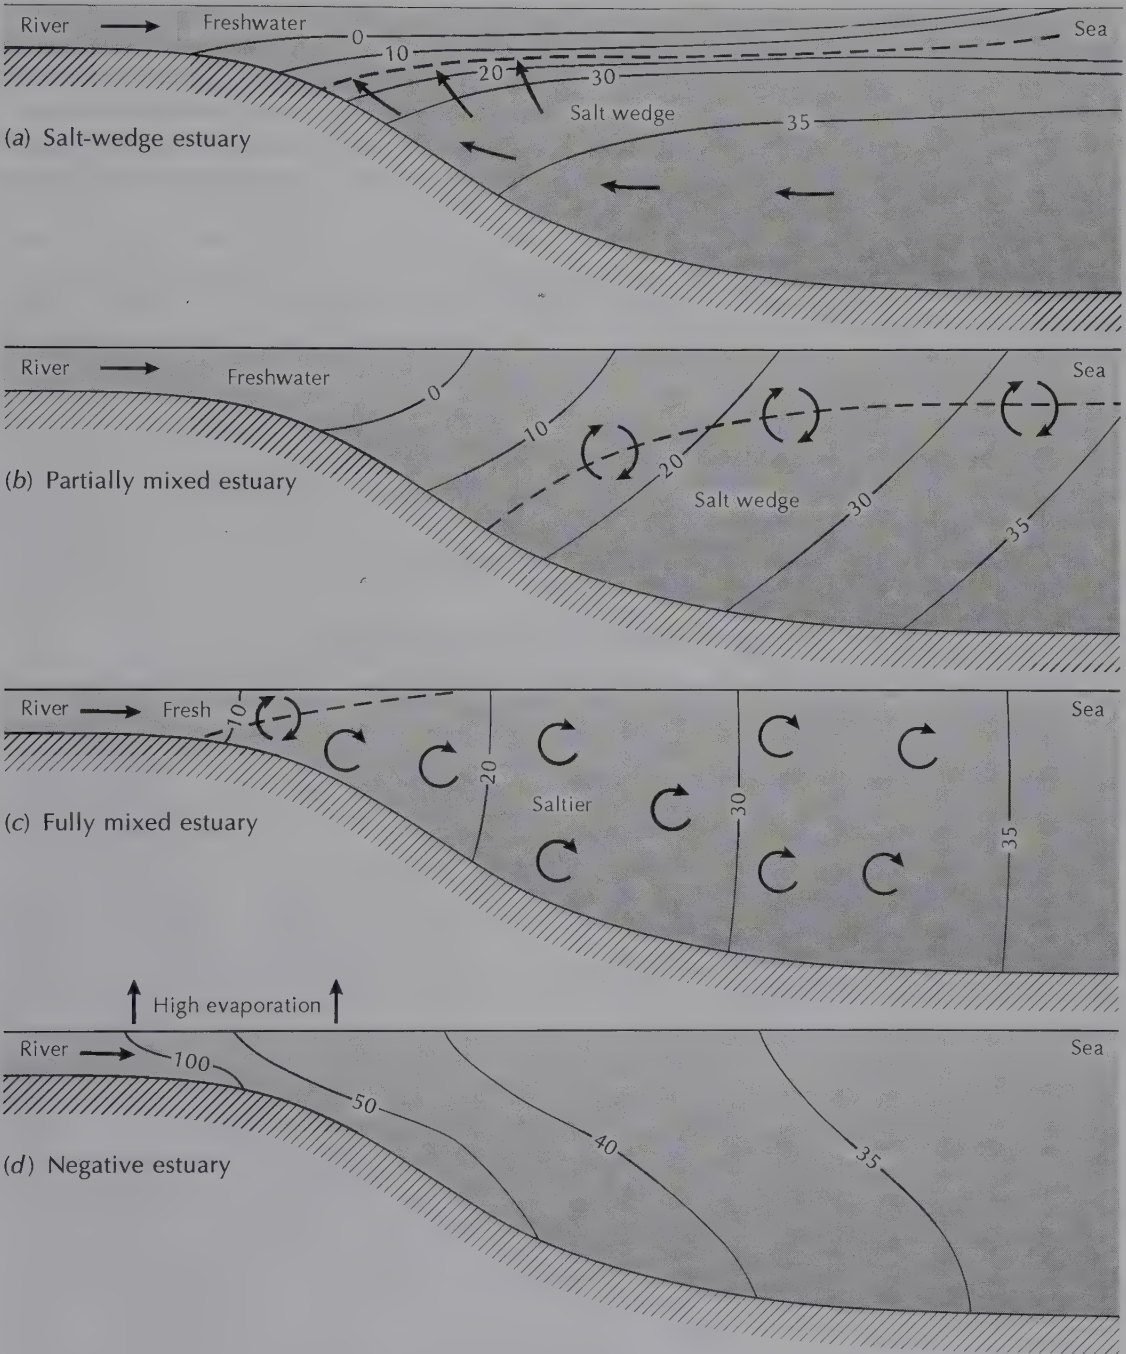 River
Freshwater
Sea
0
10
20
30
Salt wedge
35
(a) Salt-wedge estuary
River
Freshwater
Sea
0
10
20
Salt wedge
30
35
(b) Partially mixed estuary
River
Fresh
10
Sea
20
Saltier
30
35
(c) Fully mixed estuary
High evaporation
River
Sea
100
50
40
35
(d) Negative estuary